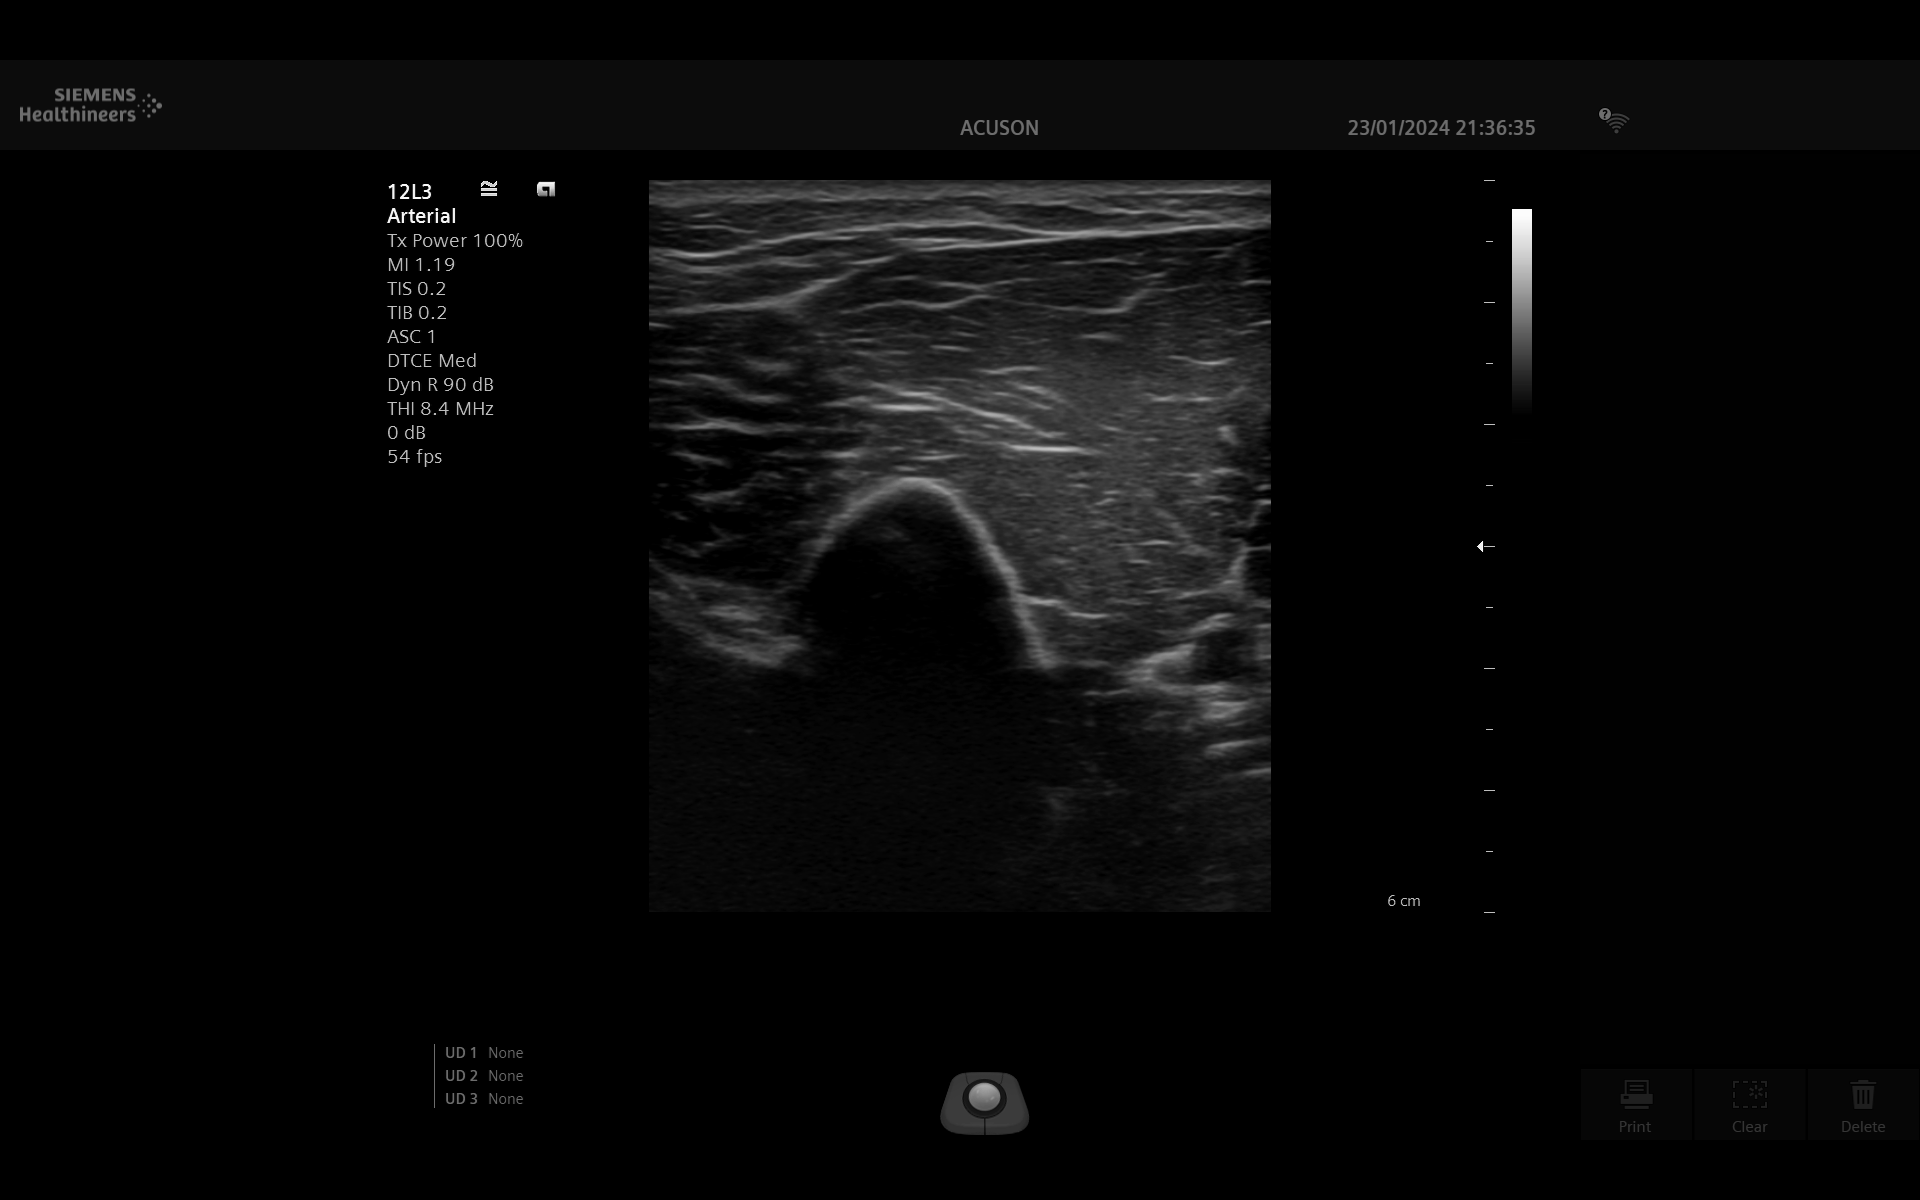 SIEMENS
Healthineers
ACUSON
23/01/2024 21:36:35
12L3
Arterial
Tx Power 100%
MI 1.19
TIS 0.2
TIB 0.2
ASC 1
DTCE Med
Dyn R 90 dB
THI 8.4 MHz
0 dB
54 fps
6 cm
UD 1 None
UD 2 None
UD 3 None
Print
Clear
Delete